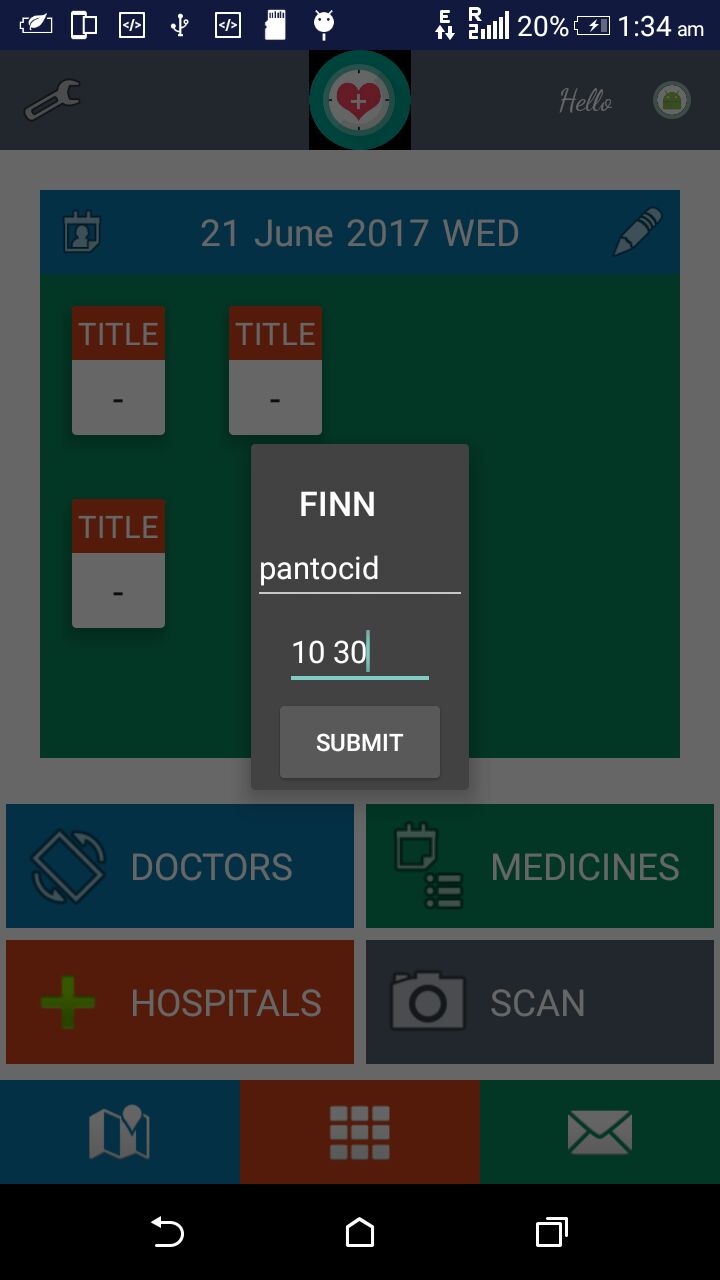 E R 2 20% 1:34 am
Hello
21 June 2017 WED
TITLE TITLE
- -
FINN
pantocid
TITLE
-
10 30
SUBMIT
DOCTORS MEDICINES
HOSPITALS SCAN